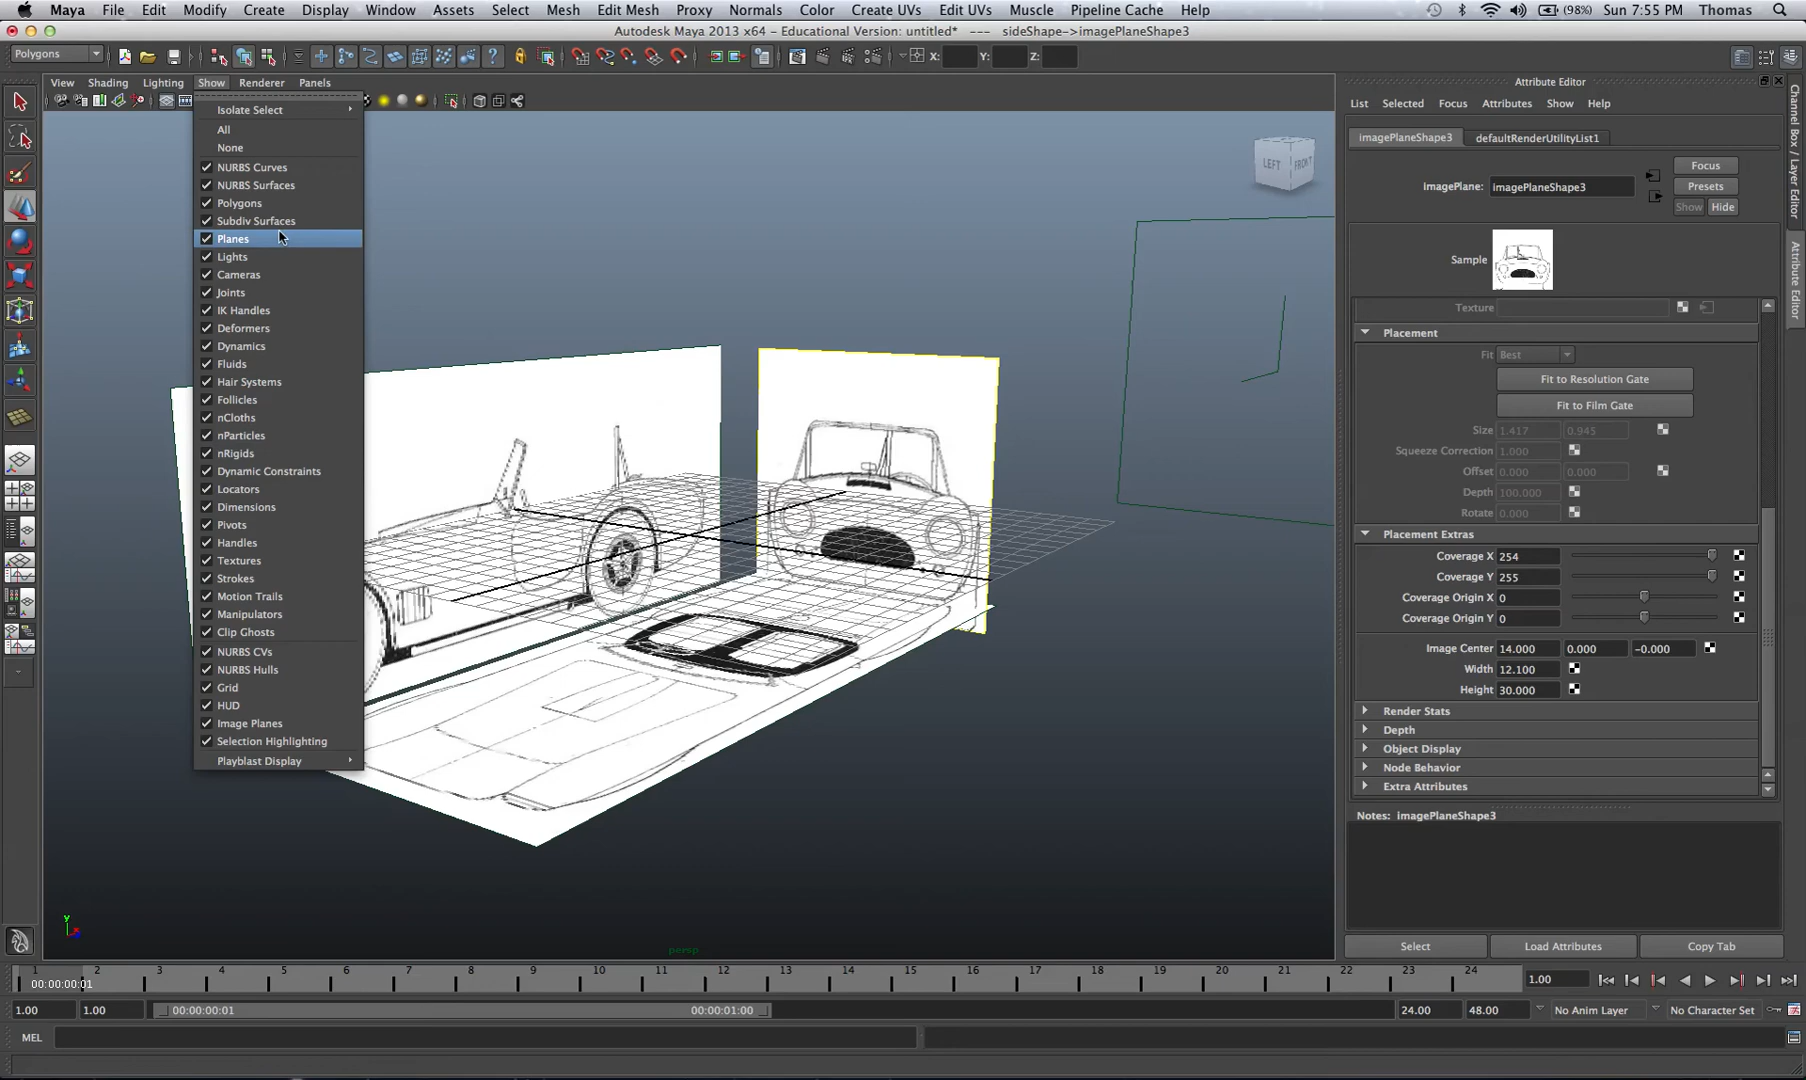 Maya File Edit Modify Create Display Window Assets Select Mesh Edit Mesh Proxy Normals Color Create UVs Edit UVs Muscle Pipeline Cache Help (98%) Sun 7:55 PM Thomas
Autodesk Maya 2013 x64 - Educational Version: untitled* --- sideShape->imagePlaneShape3
Polygons X: Y: Z:
View Shading Lighting Show Renderer Panels
Isolate Select
All
None
NURBS Curves
NURBS Surfaces
Polygons
Subdiv Surfaces
Planes
Lights
Cameras
Joints
IK Handles
Deformers
Dynamics
Fluids
Hair Systems
Follicles
nCloths
nParticles
nRigids
Dynamic Constraints
Locators
Dimensions
Pivots
Handles
Textures
Strokes
Motion Trails
Manipulators
Clip Ghosts
NURBS CVs
NURBS Hulls
Grid
HUD
Image Planes
Selection Highlighting
Playblast Display
LEFT FRONT
y
x
persp
Attribute Editor
List Selected Focus Attributes Show Help
imagePlaneShape3 defaultRenderUtilityList1
Focus
ImagePlane: imagePlaneShape3 Presets
Show Hide
Sample
Texture
Placement
Fit Best
Fit to Resolution Gate
Fit to Film Gate
Size 1.417 0.945
Squeeze Correction 1.000
Offset 0.000 0.000
Depth 100.000
Rotate 0.000
Placement Extras
Coverage X 254
Coverage Y 255
Coverage Origin X 0
Coverage Origin Y 0
Image Center 14.000 0.000 -0.000
Width 12.100
Height 30.000
Render Stats
Depth
Object Display
Node Behavior
Extra Attributes
Notes: imagePlaneShape3
Select Load Attributes Copy Tab
Channel Box / Layer Editor
Attribute Editor
1 2 3 4 5 6 7 8 9 10 11 12 13 14 15 16 17 18 19 20 21 22 23 24 1.00
00:00:00:01
1.00 1.00 00:00:00:01 00:00:01:00 24.00 48.00 No Anim Layer No Character Set
MEL